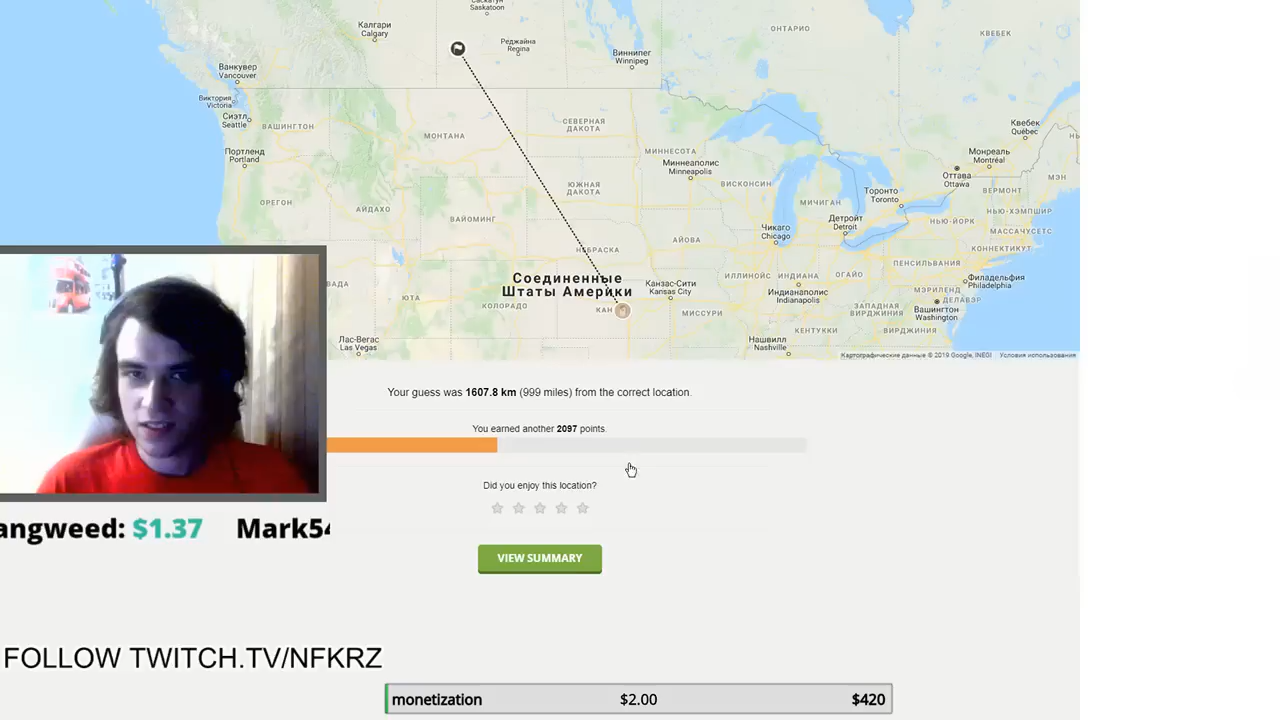 Саскатун
Saskatoon
Калгари
Calgary
Реджайна
Regina
Виннипег
Winnipeg
ОНТАРИО
КВЕБЕК
Ванкувер
Vancouver
Виктория
Victoria
Сиэтл
Seattle
ВАШИНГТОН
МОНТАНА
СЕВЕРНАЯ
ДАКОТА
МИННЕСОТА
Миннеаполис
Minneapolis
Квебек
Québec
Монреаль
Montréal
Оттава
Ottawa
МЭН
Портленд
Portland
ОРЕГОН
АЙДАХО
ВАЙОМИНГ
ЮЖНАЯ
ДАКОТА
ВИСКОНСИН
МИЧИГАН
Торонто
Toronto
ВЕРМОНТ
НЬЮ-ХЭМПШИР
НЬЮ-ЙОРК
МАССАЧУСЕТС
КОННЕКТИКУТ
Детройт
Detroit
Чикаго
Chicago
АЙОВА
НЕБРАСКА
ПЕНСИЛЬВАНИЯ
ИЛЛИНОЙС
ИНДИАНА
ОГАЙО
Филадельфия
Philadelphia
МЭРИЛЕНД
ДЕЛАВЭР
Соединенные
Штаты Америки
Канзас-Сити
Kansas City
Индианаполис
Indianapolis
ВАДА
ЮТА
КОЛОРАДО
КАН
МИССУРИ
ЗАПАДНАЯ
ВИРДЖИНИЯ
Вашингтон
Washington
КЕНТУККИ
ВИРДЖИНИЯ
Лас-Вегас
Las Vegas
Нашвилл
Nashville
Картографические данные © 2019 Google, INEGI Условия использования
Your guess was 1607.8 km (999 miles) from the correct location.
You earned another 2097 points.
Did you enjoy this location?
angweed: $1.37 Mark54
VIEW SUMMARY
FOLLOW TWITCH.TV/NFKRZ
monetization $2.00 $420